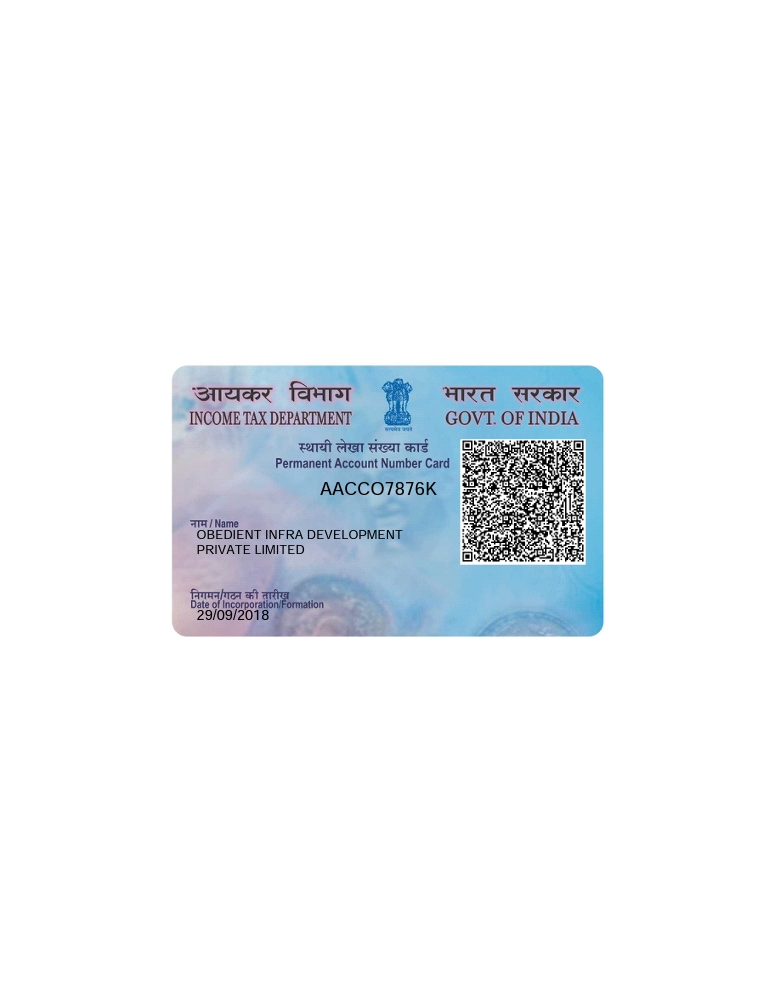 आयकर विभाग
INCOME TAX DEPARTMENT
भारत सरकार
GOVT. OF INDIA
सत्यमेव जयते
स्थायी लेखा संख्या कार्ड
Permanent Account Number Card
AACCO7876K
नाम / Name
OBEDIENT INFRA DEVELOPMENT
PRIVATE LIMITED
निगमन/गठन की तारीख
Date of Incorporation/Formation
29/09/2018